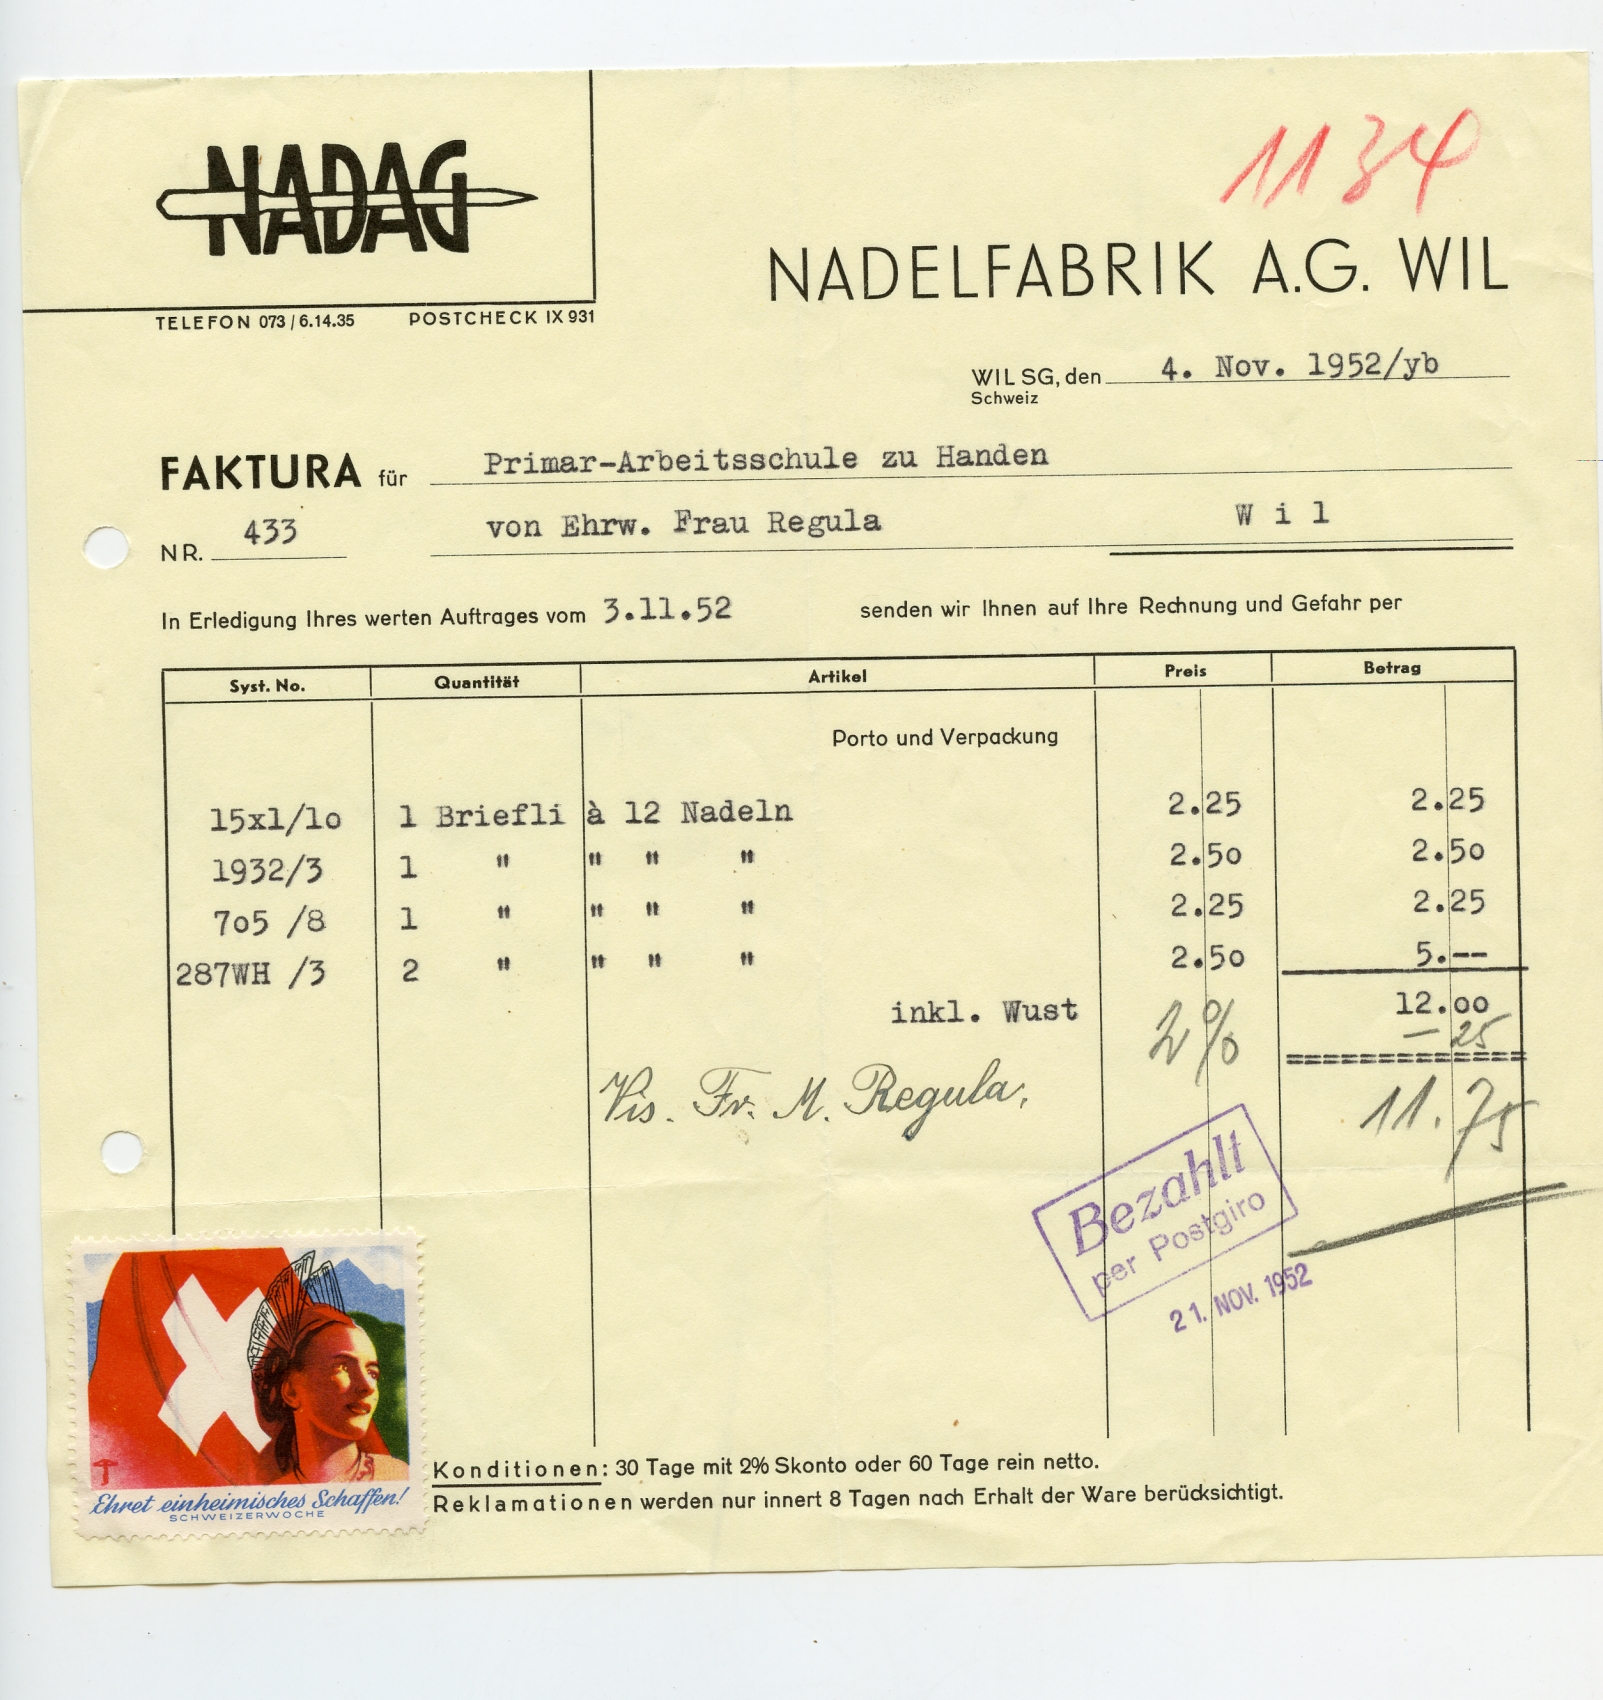 1134
NADAG
NADELFABRIK A.G. WIL
TELEFON 073 / 6.14.35 POSTCHECK IX 931
WIL SG, den 4. Nov. 1952/yb
Schweiz
FAKTURA für Primar-Arbeitsschule zu Handen
NR. 433 von Ehrw. Frau Regula W i l
In Erledigung Ihres werten Auftrages vom 3.11.52 senden wir Ihnen auf Ihre Rechnung und Gefahr per
Syst. No. Quantität Artikel Preis Betrag
Porto und Verpackung
15x1/1o 1 Briefli à 12 Nadeln 2.25 2.25
1932/3 1 " " " " 2.5o 2.5o
7o5 /8 1 " " " " 2.25 2.25
287WH /3 2 " " " " 2.5o 5.--
inkl. Wust 12.oo
2% — 25
Vis. Fr. M. Regula,
11.75
Bezahlt
per Postgiro
21. NOV. 1952
Ehret einheimisches Schaffen!
SCHWEIZERWOCHE
Konditionen: 30 Tage mit 2% Skonto oder 60 Tage rein netto.
Reklamationen werden nur innert 8 Tagen nach Erhalt der Ware berücksichtigt.